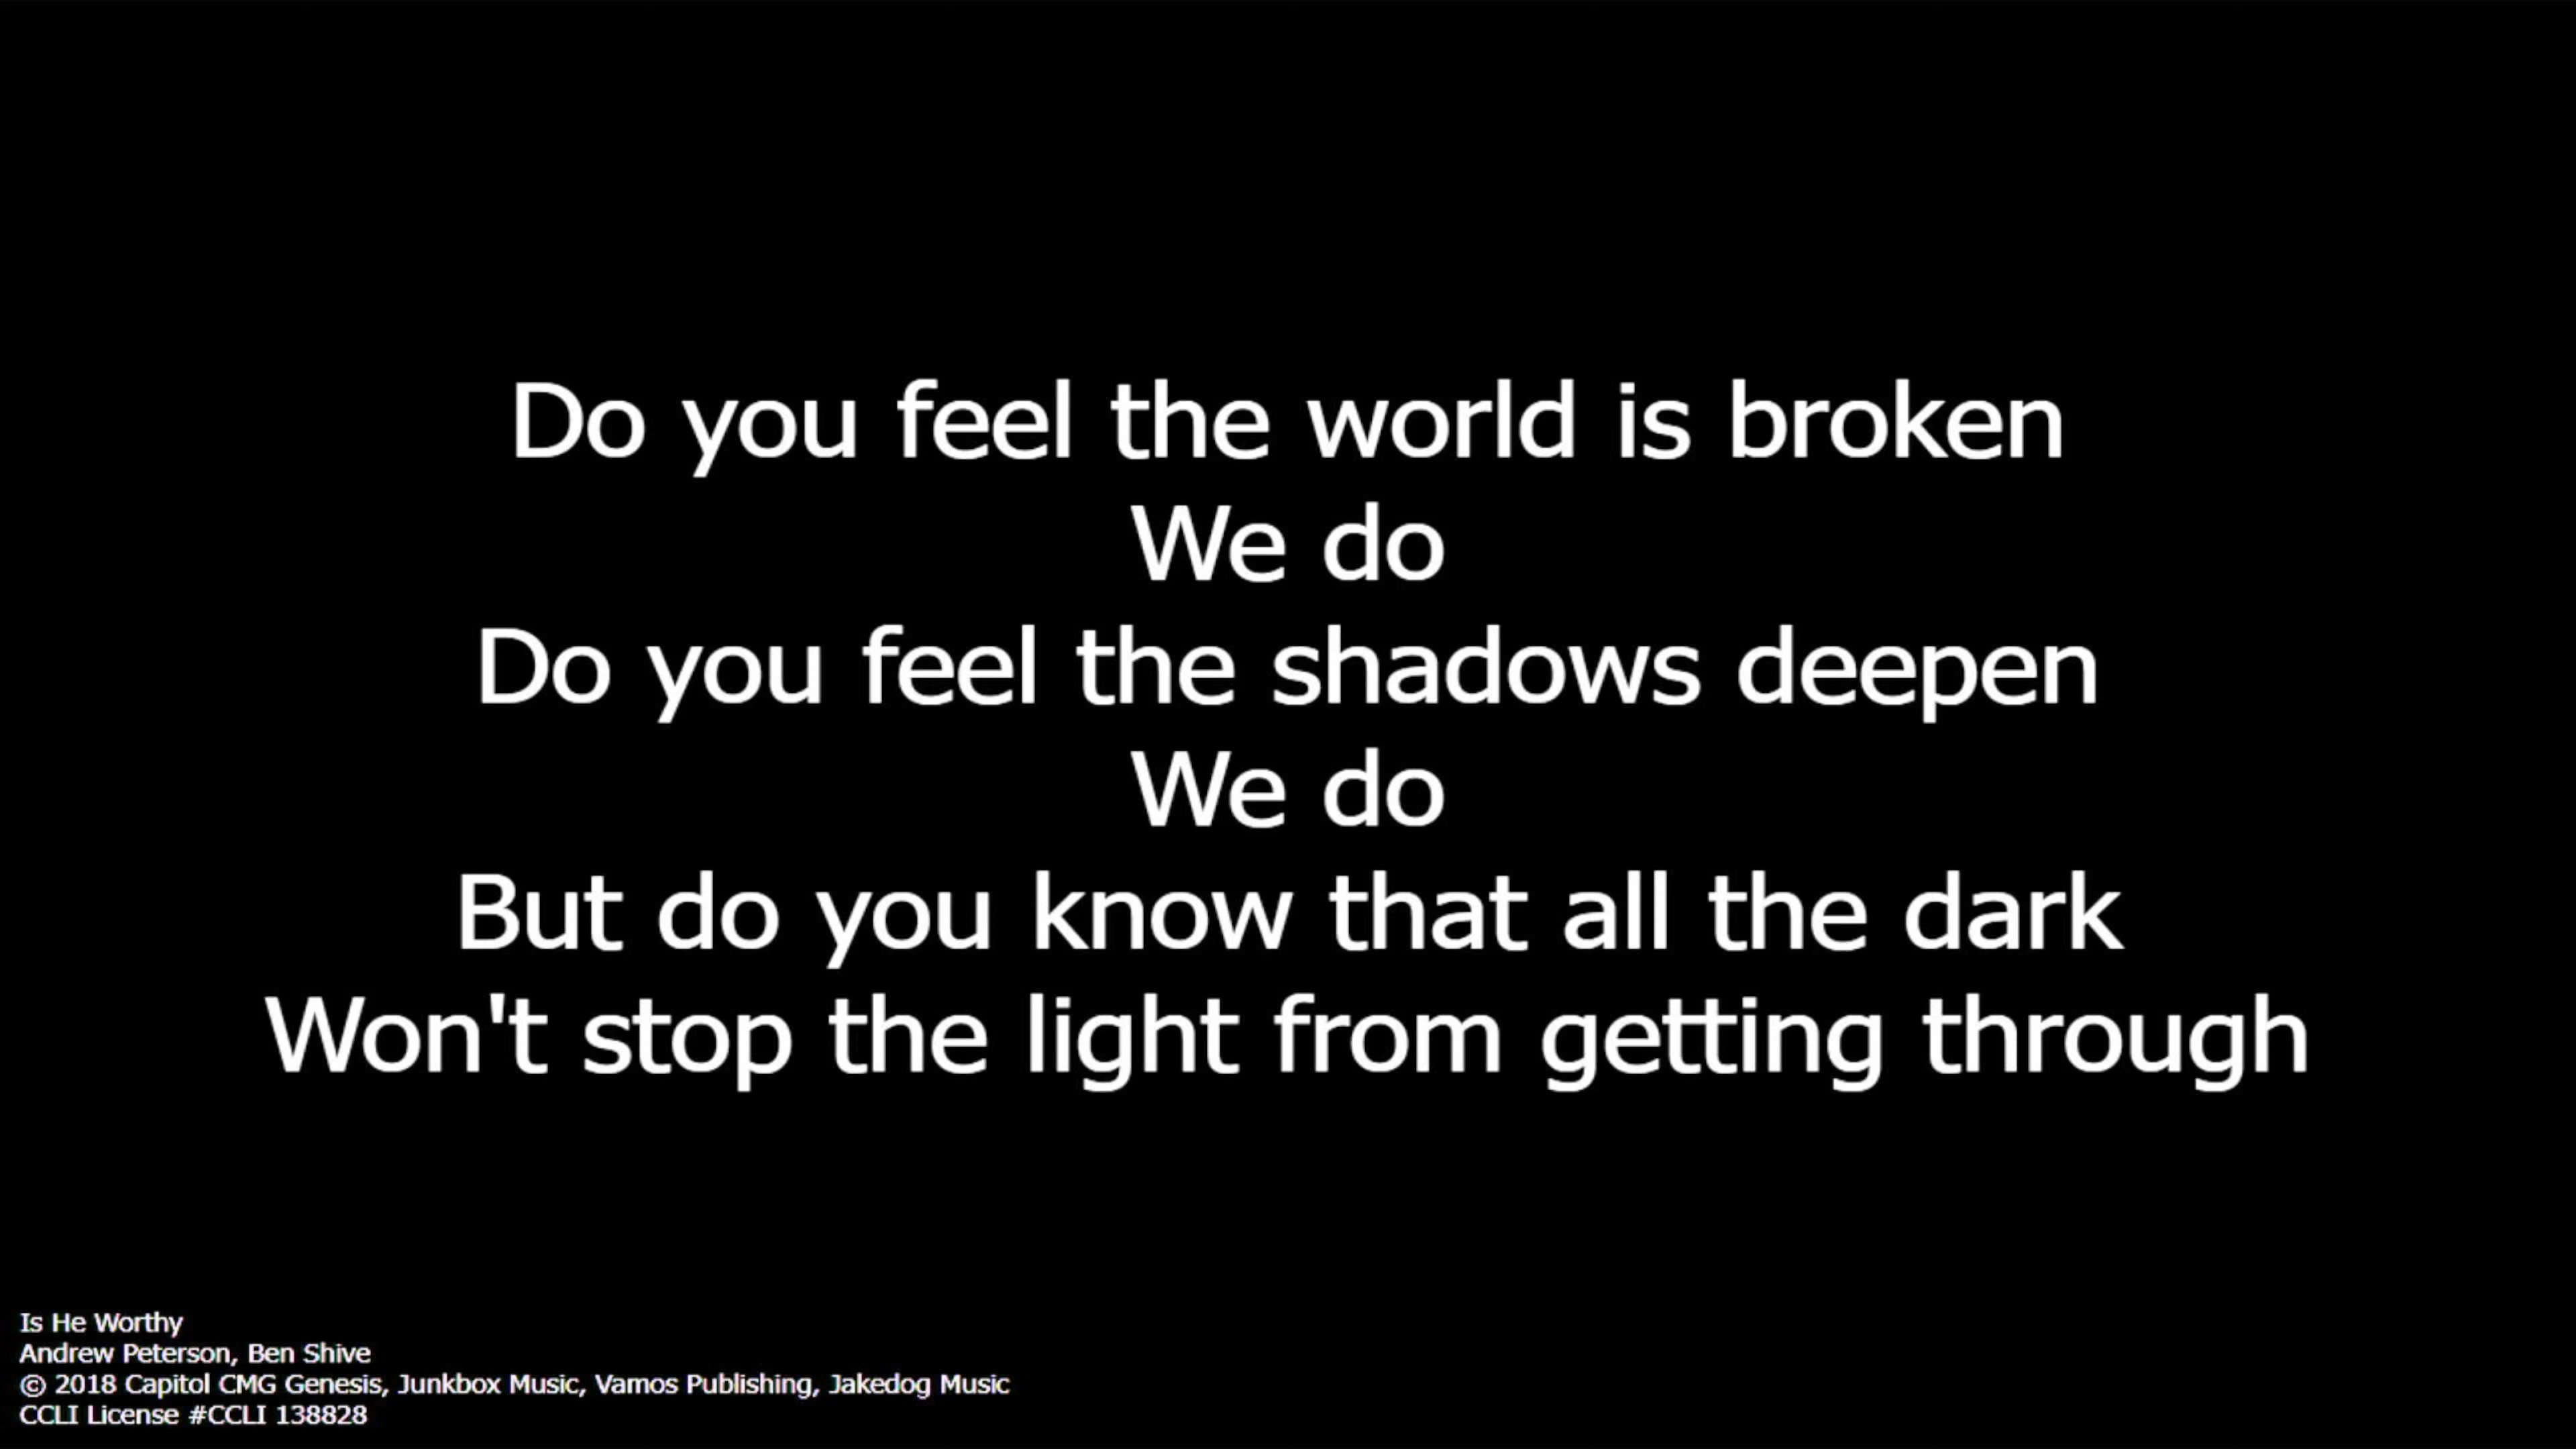 Do you feel the world is broken
We do
Do you feel the shadows deepen
We do
But do you know that all the dark
Won't stop the light from getting through
Is He Worthy
Andrew Peterson, Ben Shive
© 2018 Capitol CMG Genesis, Junkbox Music, Vamos Publishing, Jakedog Music
CCLI License #CCLI 138828